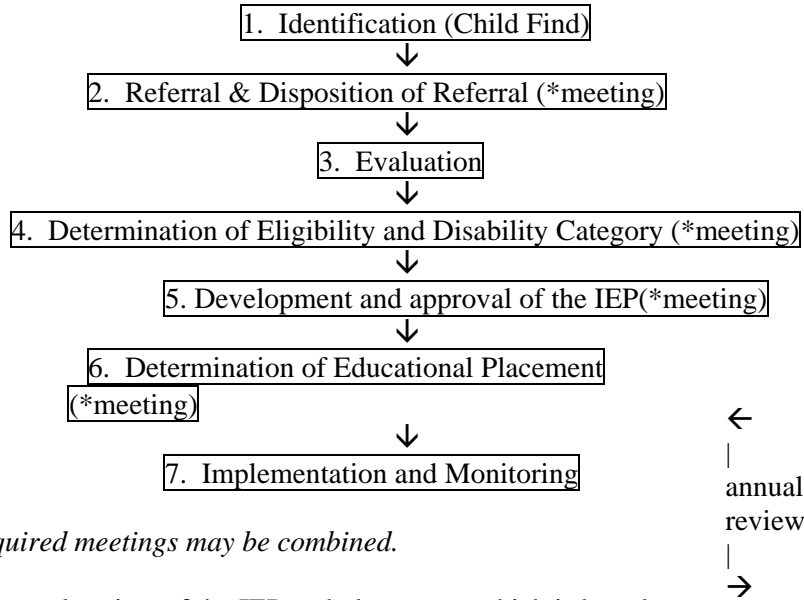 1. Identification (Child Find)
↓
2. Referral & Disposition of Referral (*meeting)
↓
3. Evaluation
↓
4. Determination of Eligibility and Disability Category (*meeting)
↓
5. Development and approval of the IEP(*meeting)
↓
6. Determination of Educational Placement
(*meeting)
↓
7. Implementation and Monitoring
←
|
annual
review
|
→
meetings may be combined.